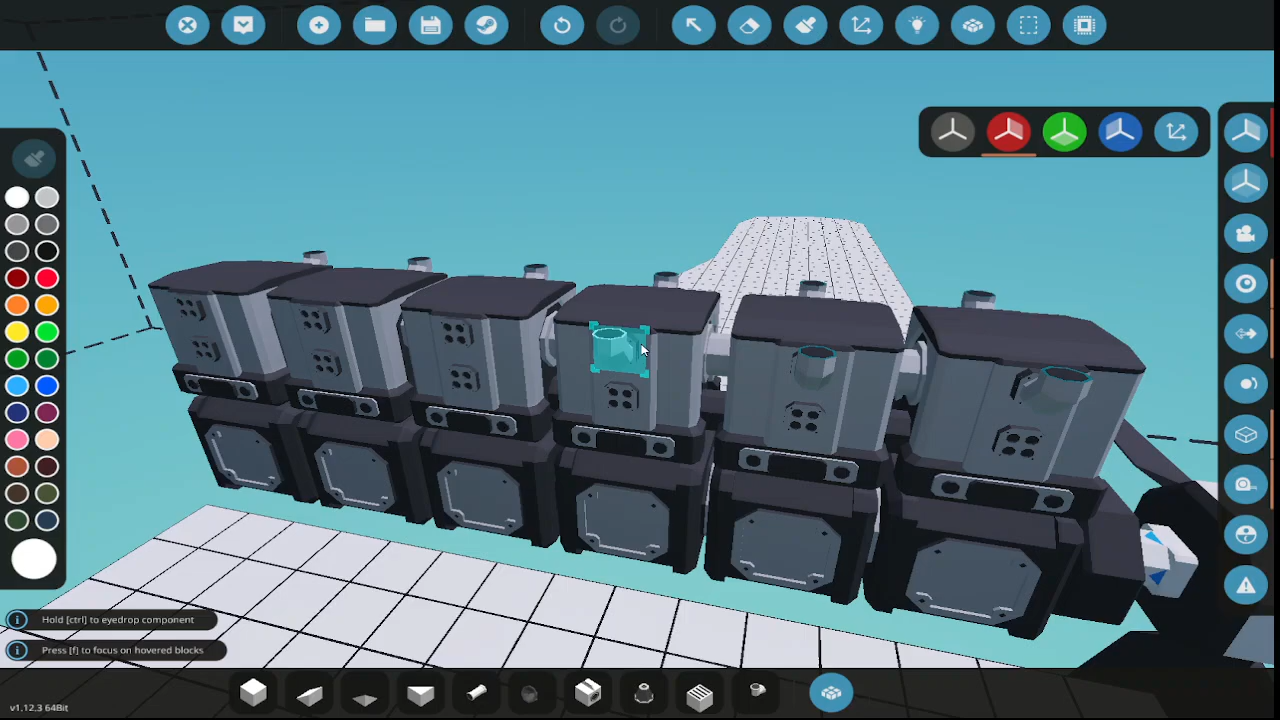 Hold [ctrl] to eyedrop component
Press [f] to focus on hovered blocks
v1.12.3 64Bit